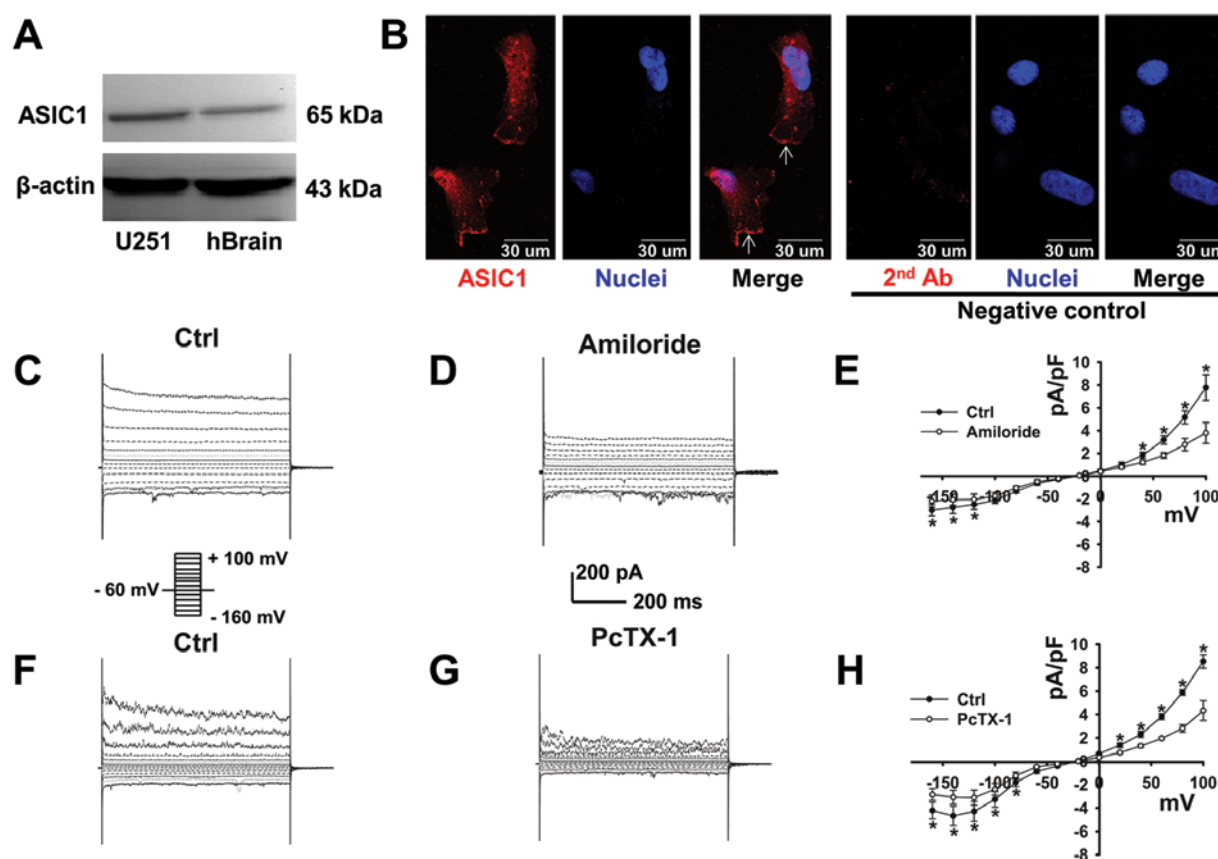 A
ASIC1
65 kDa
β-actin
43 kDa
U251 hBrain
B
30 um
30 um
30 um
30 um
30 um
30 um
ASIC1
Nuclei
Merge
2nd Ab
Nuclei
Merge
Negative control
C
Ctrl
D
Amiloride
E
pA/pF
Ctrl
Amiloride
10
8
6
4
2
0
-2
-4
-6
-8
-150 -100 -50 0 50 100
mV
* * * * * * *
+ 100 mV
- 60 mV
- 160 mV
200 pA
200 ms
F
Ctrl
G
PcTX-1
H
pA/pF
Ctrl
PcTX-1
10
8
6
4
2
0
-2
-4
-6
-8
-150 -100 -50 0 50 100
mV
* * * * * * * * * *